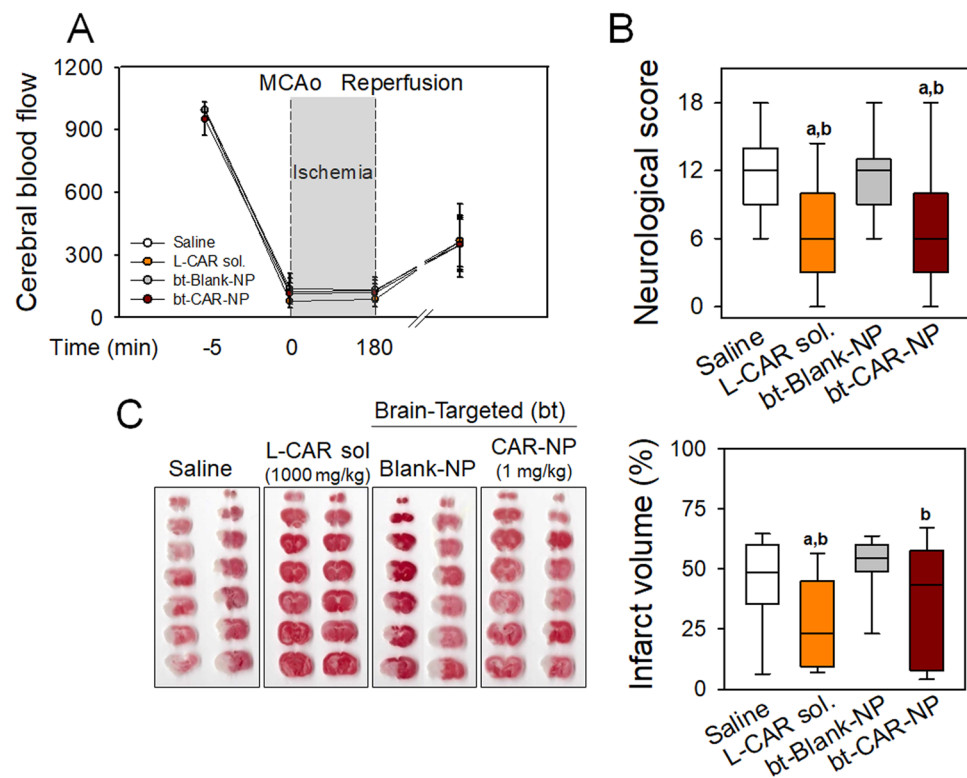 A
1200
900
600
300
0
Cerebral blood flow
MCAo Reperfusion
Ischemia
Saline
L-CAR sol.
bt-Blank-NP
bt-CAR-NP
Time (min) -5 0 180
B
18
12
6
0
Neurological score
a,b
a,b
Saline
L-CAR sol.
bt-Blank-NP
bt-CAR-NP
C
Brain-Targeted (bt)
Saline
L-CAR sol
(1000 mg/kg)
Blank-NP
CAR-NP
(1 mg/kg)
100
75
50
25
0
Infarct volume (%)
a,b
b
Saline
L-CAR sol.
bt-Blank-NP
bt-CAR-NP